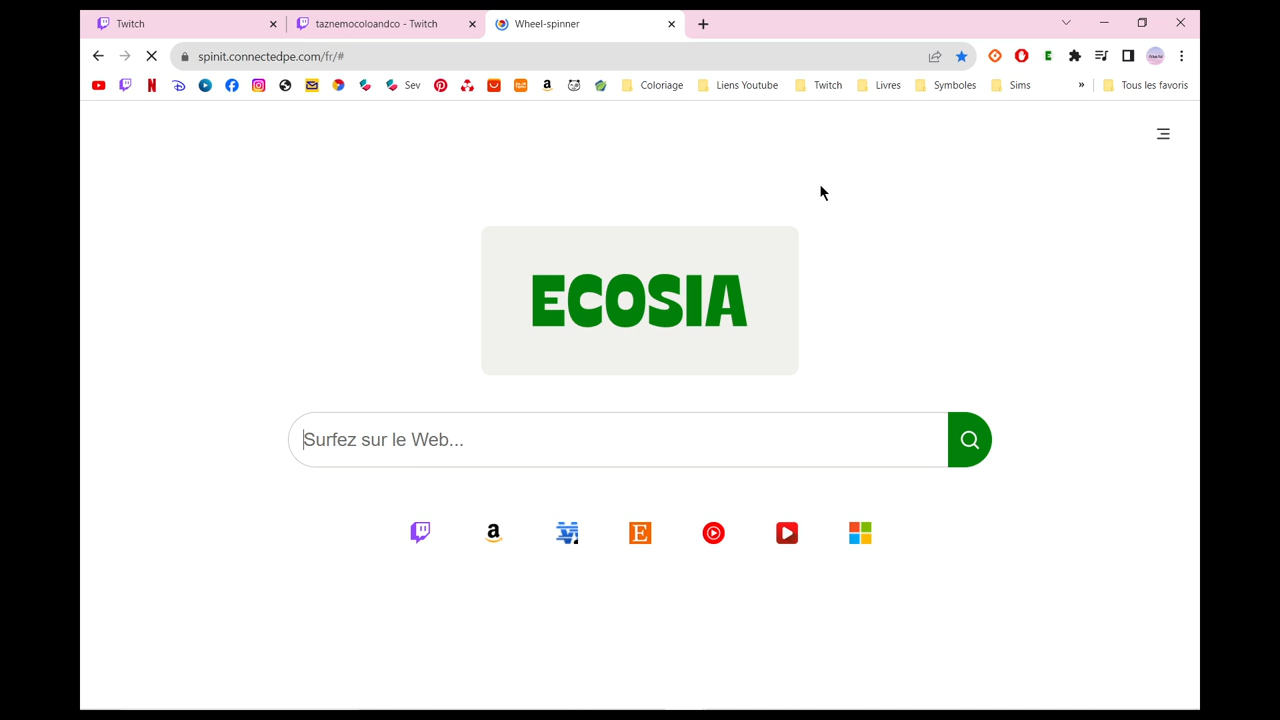 Twitch
taznemocoloandco - Twitch
Wheel-spinner
spinit.connectedpe.com/fr/#
Sev
Coloriage
Liens Youtube
Twitch
Livres
Symboles
Sims
»
Tous les favoris
ECOSIA
Surfez sur le Web...